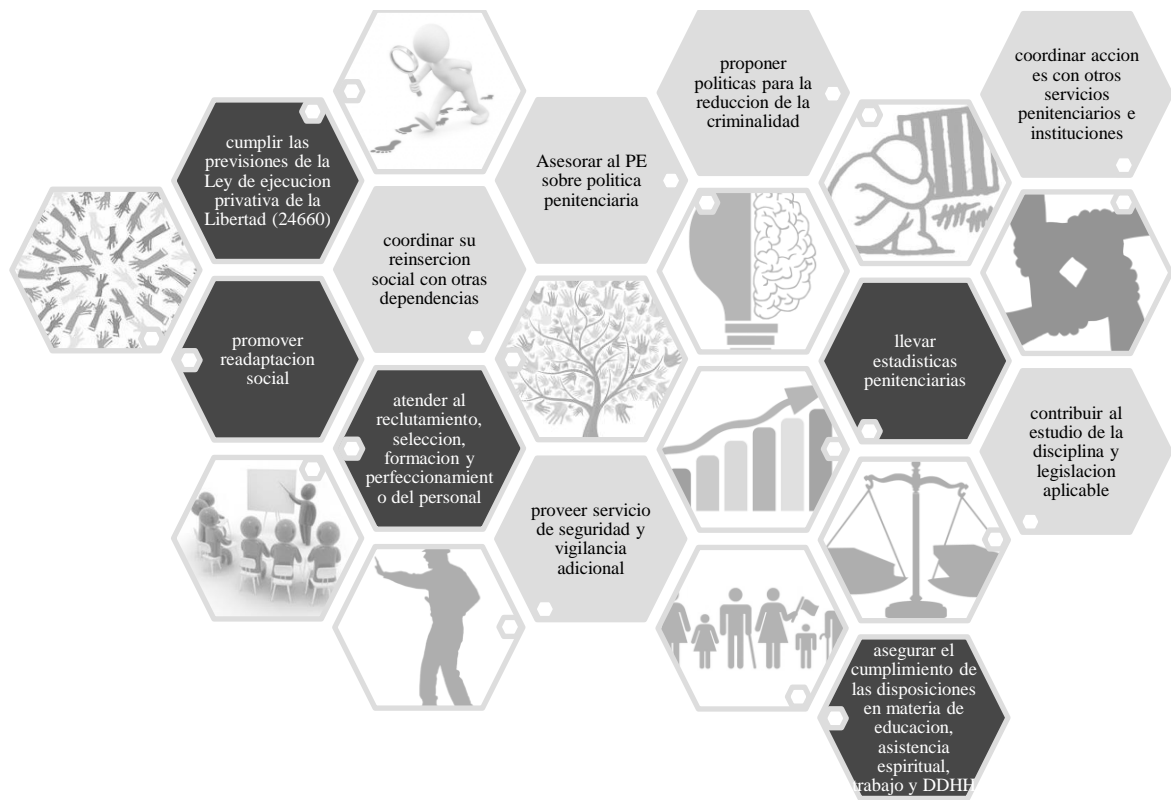 cumplir las
previsiones de la
Ley de ejecucion
privativa de la
Libertad (24660)
promover
readaptacion
social
coordinar su
reinsercion
social con otras
dependencias
atender al
reclutamiento,
seleccion,
formacion y
perfeccionamient
o del personal
Asesorar al PE
sobre politica
penitenciaria
proveer servicio
de seguridad y
vigilancia
adicional
proponer
politicas para la
reduccion de la
criminalidad
llevar
estadisticas
penitenciarias
asegurar el
cumplimiento de
las disposiciones
en materia de
educacion,
asistencia
espiritual,
trabajo y DDHH
coordinar accion
es con otros
servicios
penitenciarios e
instituciones
contribuir al
estudio de la
disciplina y
legislacion
aplicable